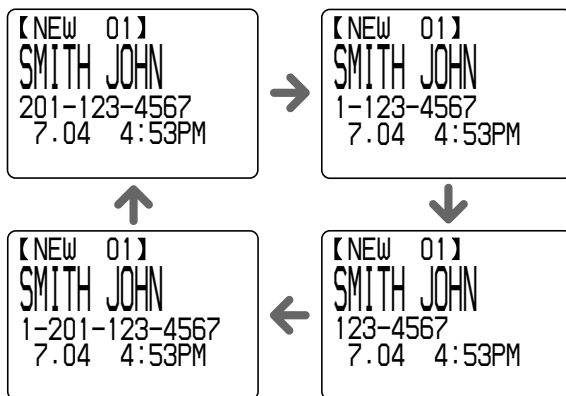 【NEW 01】
SMITH JOHN
201-123-4567
7.04 4:53PM
【NEW 01】
SMITH JOHN
1-123-4567
7.04 4:53PM
【NEW 01】
SMITH JOHN
1-201-123-4567
7.04 4:53PM
【NEW 01】
SMITH JOHN
123-4567
7.04 4:53PM